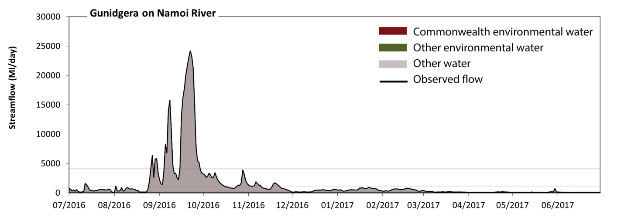 Gunidgera on Namoi River
Streamflow (Ml/day)
30000
25000
20000
15000
10000
5000
0
Commonwealth environmental water
Other environmental water
Other water
Observed flow
07/2016 08/2016 09/2016 10/2016 11/2016 12/2016 01/2017 02/2017 03/2017 04/2017 05/2017 06/2017